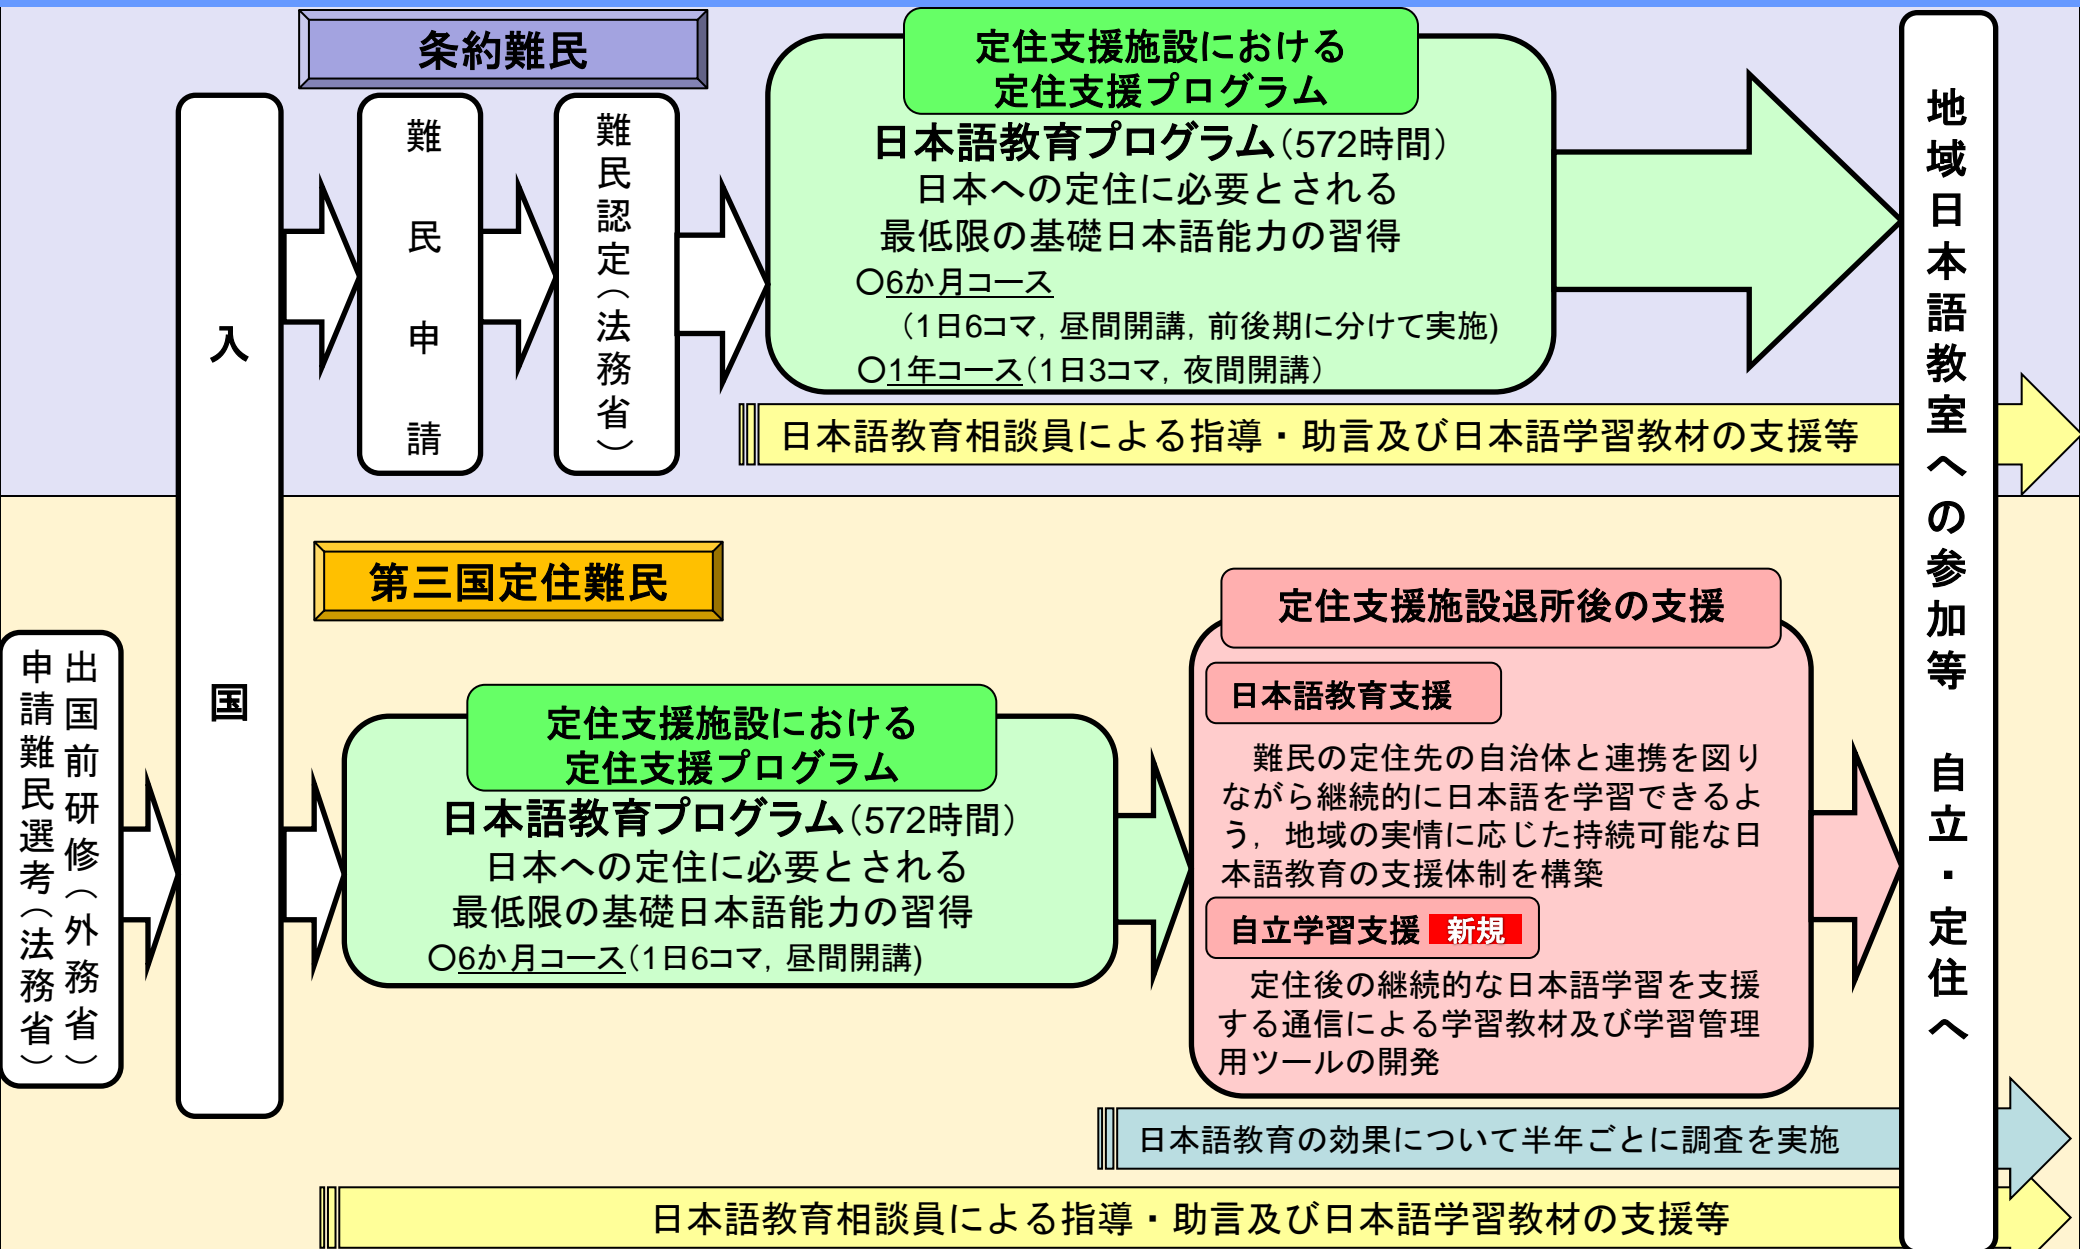 条約難民
入国
難民申請
難民認定（法務省）
定住支援施設における
定住支援プログラム
日本語教育プログラム（572時間）
日本への定住に必要とされる
最低限の基礎日本語能力の習得
○6か月コース
（1日6コマ，昼間開講，前後期に分けて実施）
○1年コース（1日3コマ，夜間開講）
日本語教育相談員による指導・助言及び日本語学習教材の支援等
地域日本語教室への参加等　自立・定住へ
第三国定住難民
出国前研修（外務省）
申請難民選考（法務省）
定住支援施設における
定住支援プログラム
日本語教育プログラム（572時間）
日本への定住に必要とされる
最低限の基礎日本語能力の習得
○6か月コース（1日6コマ，昼間開講）
定住支援施設退所後の支援
日本語教育支援
難民の定住先の自治体と連携を図り
ながら継続的に日本語を学習できるよ
う，地域の実情に応じた持続可能な日
本語教育の支援体制を構築
自立学習支援 新規
定住後の継続的な日本語学習を支援
する通信による学習教材及び学習管理
用ツールの開発
日本語教育の効果について半年ごとに調査を実施
日本語教育相談員による指導・助言及び日本語学習教材の支援等